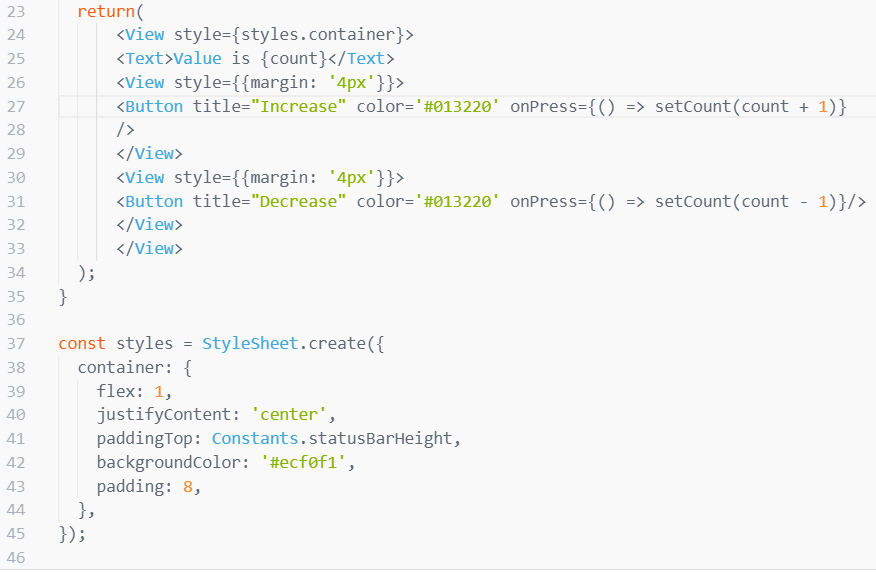 23 return(
24 <View style={styles.container}>
25 <Text>Value is {count}</Text>
26 <View style={{margin: '4px'}}>
27 <Button title="Increase" color='#013220' onPress={() => setCount(count + 1)}
28 />
29 </View>
30 <View style={{margin: '4px'}}>
31 <Button title="Decrease" color='#013220' onPress={() => setCount(count - 1)}/>
32 </View>
33 </View>
34 );
35 }
36
37 const styles = StyleSheet.create({
38 container: {
39 flex: 1,
40 justifyContent: 'center',
41 paddingTop: Constants.statusBarHeight,
42 backgroundColor: '#ecf0f1',
43 padding: 8,
44 },
45 });
46